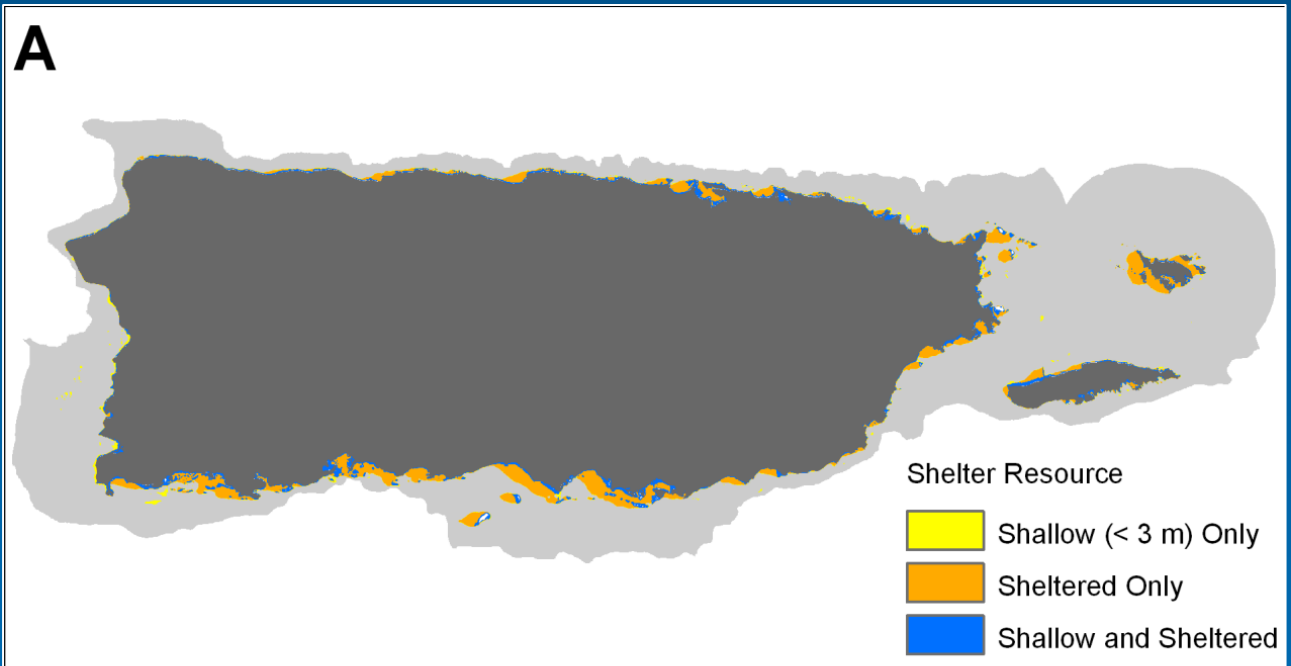 A
Shelter Resource
Shallow (< 3 m) Only
Sheltered Only
Shallow and Sheltered